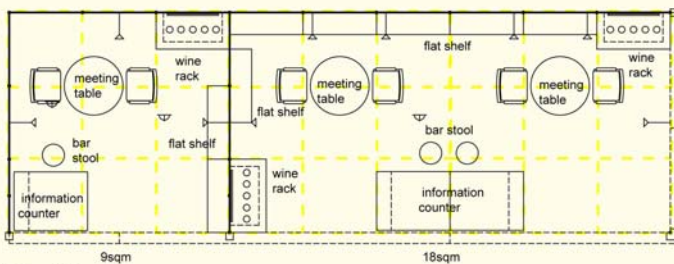 wine
rack
meeting
table
flat shelf
bar
stool
information
counter
9sqm
flat shelf
meeting
table
flat shelf
wine
rack
meeting
table
wine
rack
bar stool
information
counter
18sqm